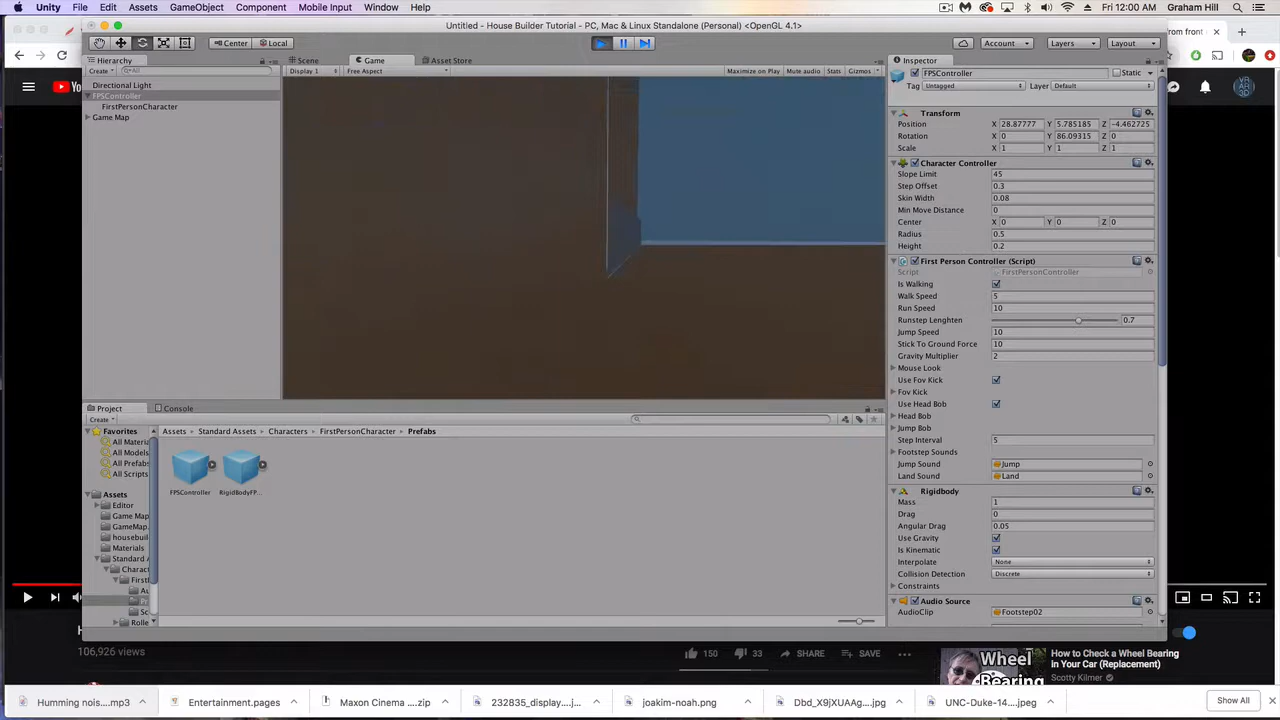 Unity File Edit Assets GameObject Component Mobile Input Window Help
Fri 12:00 AM Graham Hill
Untitled - House Builder Tutorial - PC, Mac & Linux Standalone (Personal) <OpenGL 4.1>
Center Local
Account Layers Layout
Hierarchy
Create
All
Directional Light
FPSController
FirstPersonCharacter
Game Map
Scene Game Asset Store
Display 1 Free Aspect Maximize on Play Mute audio Stats Gizmos
Inspector
FPSController Static
Tag Untagged Layer Default
Transform
Position X 28.87777 Y 5.785185 Z -4.462725
Rotation X 0 Y 86.09315 Z 0
Scale X 1 Y 1 Z 1
Character Controller
Slope Limit 45
Step Offset 0.3
Skin Width 0.08
Min Move Distance 0
Center X 0 Y 0 Z 0
Radius 0.5
Height 0.2
First Person Controller (Script)
Script FirstPersonController
Is Walking
Walk Speed 5
Run Speed 10
Runstep Lenghten 0.7
Jump Speed 10
Stick To Ground Force 10
Gravity Multiplier 2
Mouse Look
Use Fov Kick
Fov Kick
Use Head Bob
Head Bob
Jump Bob
Step Interval 5
Footstep Sounds
Jump Sound Jump
Land Sound Land
Rigidbody
Mass 1
Drag 0
Angular Drag 0.05
Use Gravity
Is Kinematic
Interpolate None
Collision Detection Discrete
Constraints
Audio Source
AudioClip Footstep02
Project Console
Create
Favorites
All Materi
All Models
All Prefabs
All Scripts
Assets
Editor
Game Map
GameMap.
housebuil
Materials
Standard A
Charac
First
Au
Sc
Rolle
Assets Standard Assets Characters FirstPersonCharacter Prefabs
FPSController RigidBodyFP...
106,926 views
150 33 SHARE SAVE
Wheel Bearing
How to Check a Wheel Bearing in Your Car (Replacement)
Scotty Kilmer
Humming nois....mp3 Entertainment.pages Maxon Cinema ....zip 232835_display....j... joakim-noah.png Dbd_X9jXUAAg...jpg UNC-Duke-14....jpeg Show All